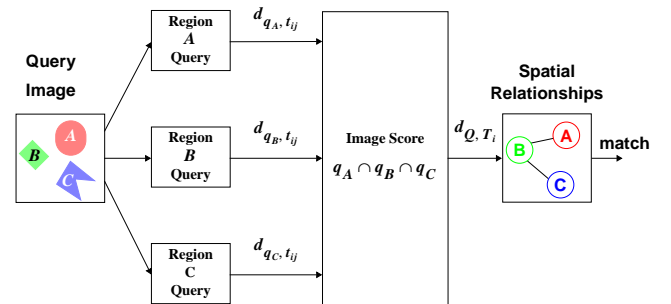 Query
Image
A
B
C
Region
A
Query
Region
B
Query
Region
C
Query
d_{q_A, t_{ij}}
d_{q_B, t_{ij}}
d_{q_C, t_{ij}}
Image Score
q_A ∩ q_B ∩ q_C
d_{Q, T_i}
Spatial
Relationships
A
B
C
match